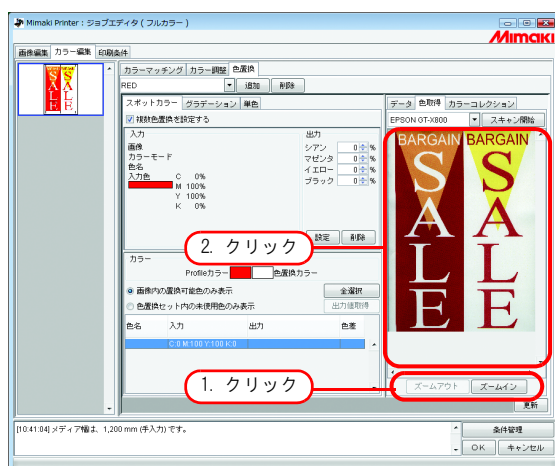 Mimaki Printer : ジョブエディタ ( フルカラー )
Mimaki
画像編集 カラー編集 印刷条件
SALE SALE
カラーマッチング カラー調整 色置換
RED 追加 削除
スポットカラー グラデーション 単色
複数色置換を設定する
入力
画像
カラーモード
色名
入力色 C 0%
M 100%
Y 100%
K 0%
出力
シアン 0 %
マゼンタ 0 %
イエロー 0 %
ブラック 0 %
設定 削除
カラー
Profileカラー 色置換カラー
画像内の置換可能色のみ表示 全選択
色置換セット内の未使用色のみ表示 出力値取得
色名 入力 出力 色差
C:0 M:100 Y:100 K:0
データ 色取得 カラーコレクション
EPSON GT-X800 スキャン開始
BARGAIN BARGAIN
SALE SALE
2. クリック
1. クリック
ズームアウト ズームイン
更新
[10:41:04] メディア幅は、1,200 mm (手入力) です。
条件管理
OK キャンセル